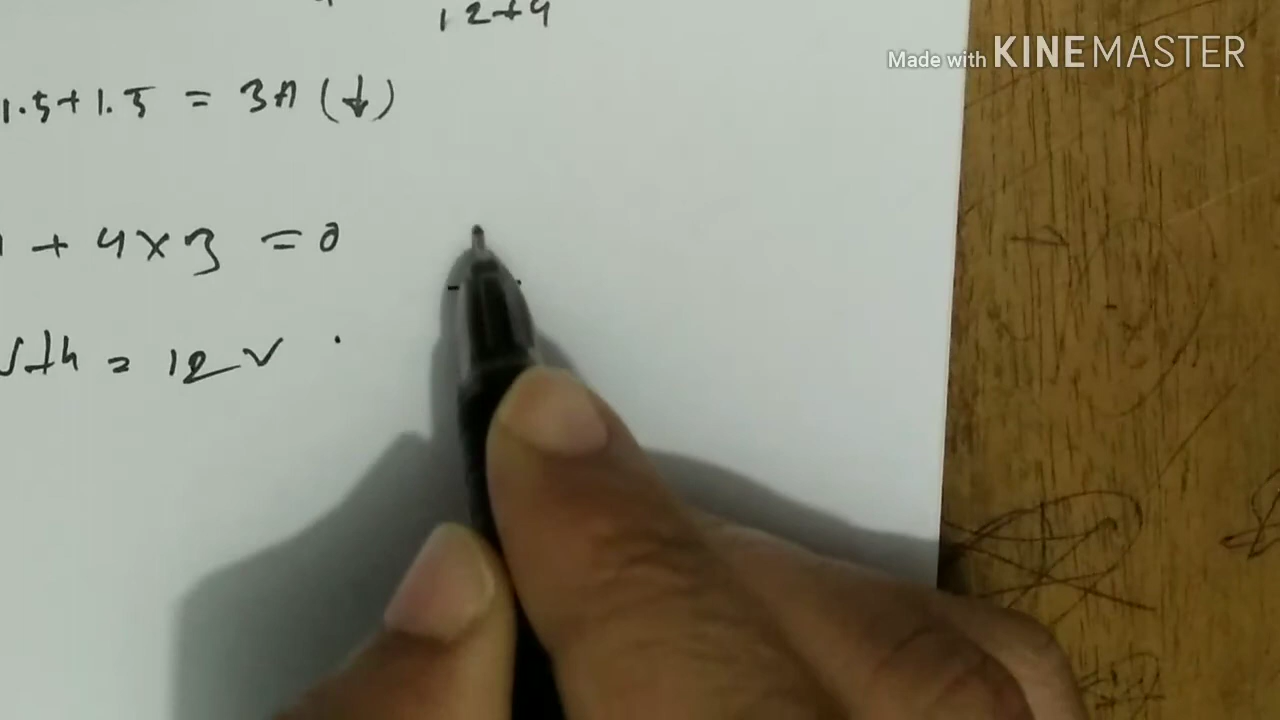 12+4
Made with KINEMASTER
1.5+1.5 = 3A (↓)
+ 4×3 = 0
Vth = 12V